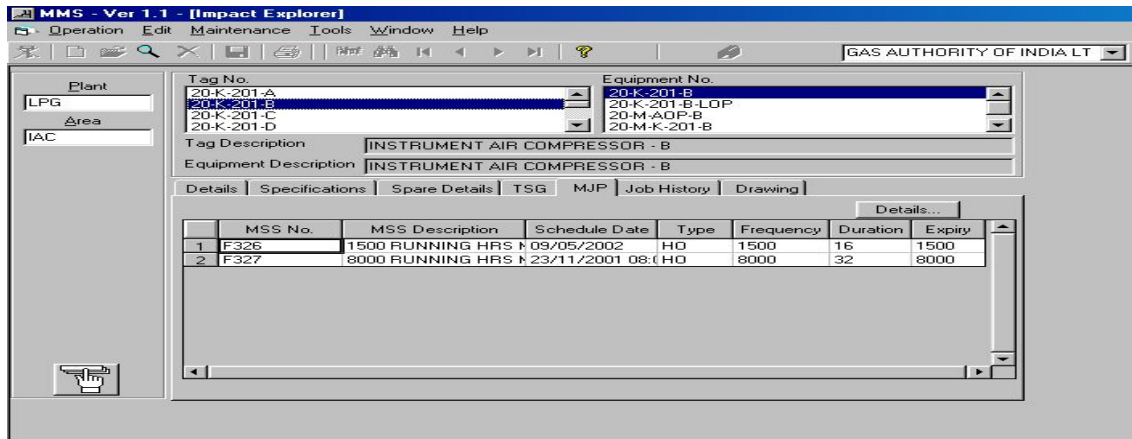 MMS - Ver 1.1 - [Impact Explorer]
Operation Edit Maintenance Tools Window Help
GAS AUTHORITY OF INDIA LT
Plant
LPG
Area
IAC
Tag No.
20-K-201-A
20-K-201-B
20-K-201-C
20-K-201-D
Equipment No.
20-K-201-B
20-K-201-B-LOP
20-M-AOP-B
20-M-K-201-B
Tag Description INSTRUMENT AIR COMPRESSOR - B
Equipment Description INSTRUMENT AIR COMPRESSOR - B
Details Specifications Spare Details TSG MJP Job History Drawing
Details...
MSS No. MSS Description Schedule Date Type Frequency Duration Expiry
1 F326 1500 RUNNING HRS 09/05/2002 HO 1500 16 1500
2 F327 8000 RUNNING HRS 23/11/2001 HO 8000 32 8000